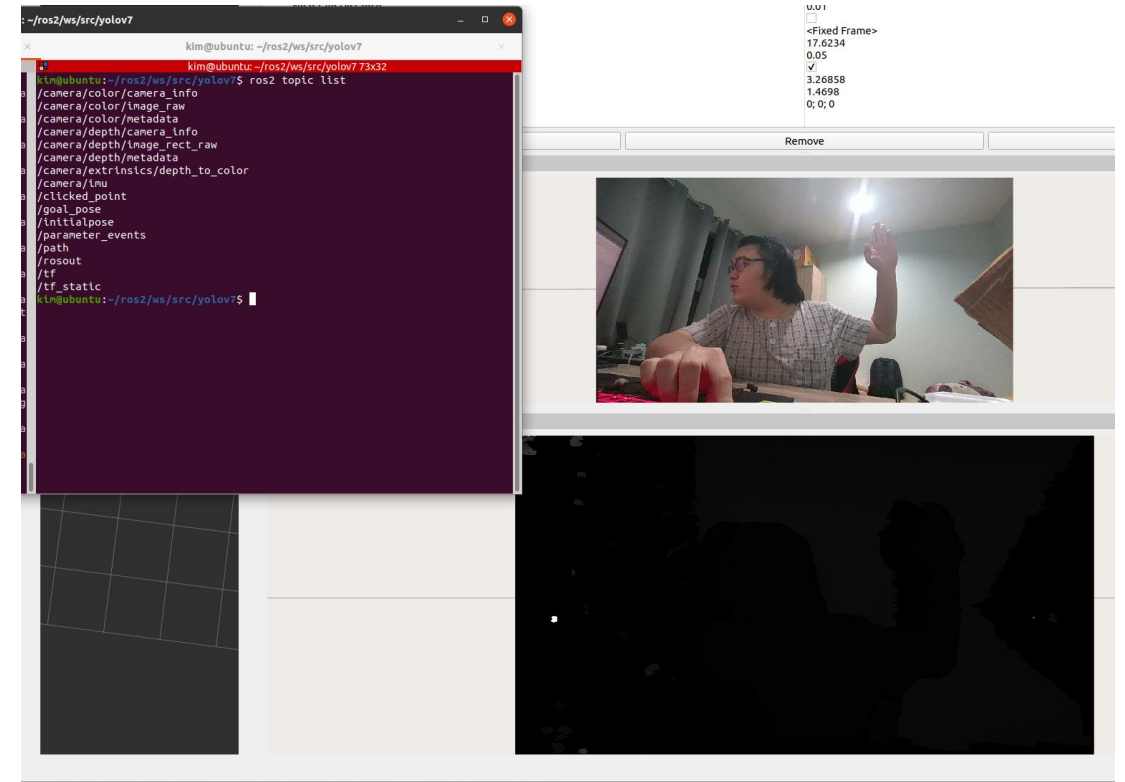 : ~/ros2/ws/src/yolov7
kim@ubuntu: ~/ros2/ws/src/yolov7
kim@ubuntu: ~/ros2/ws/src/yolov7 73x32
kim@ubuntu:~/ros2/ws/src/yolov7$ ros2 topic list
/camera/color/camera_info
/camera/color/image_raw
/camera/color/metadata
/camera/depth/camera_info
/camera/depth/image_rect_raw
/camera/depth/metadata
/camera/extrinsics/depth_to_color
/camera/imu
/clicked_point
/goal_pose
/initialpose
/parameter_events
/path
/rosout
/tf
/tf_static
kim@ubuntu:~/ros2/ws/src/yolov7$
0.01
<Fixed Frame>
17.6234
0.05
3.26858
1.4698
0; 0; 0
Remove